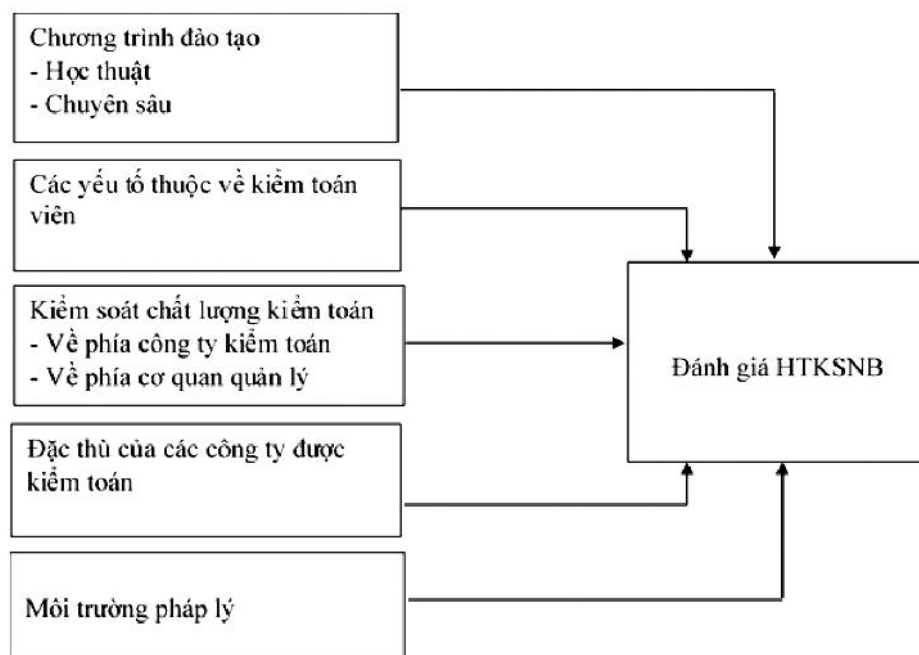 Chương trình đào tạo
- Học thuật
- Chuyên sâu
Các yếu tố thuộc về kiểm toán
viên
Kiểm soát chất lượng kiểm toán
- Về phía công ty kiểm toán
- Về phía cơ quan quản lý
Đánh giá HTKSNB
Đặc thù của các công ty được
kiểm toán
Môi trường pháp lý